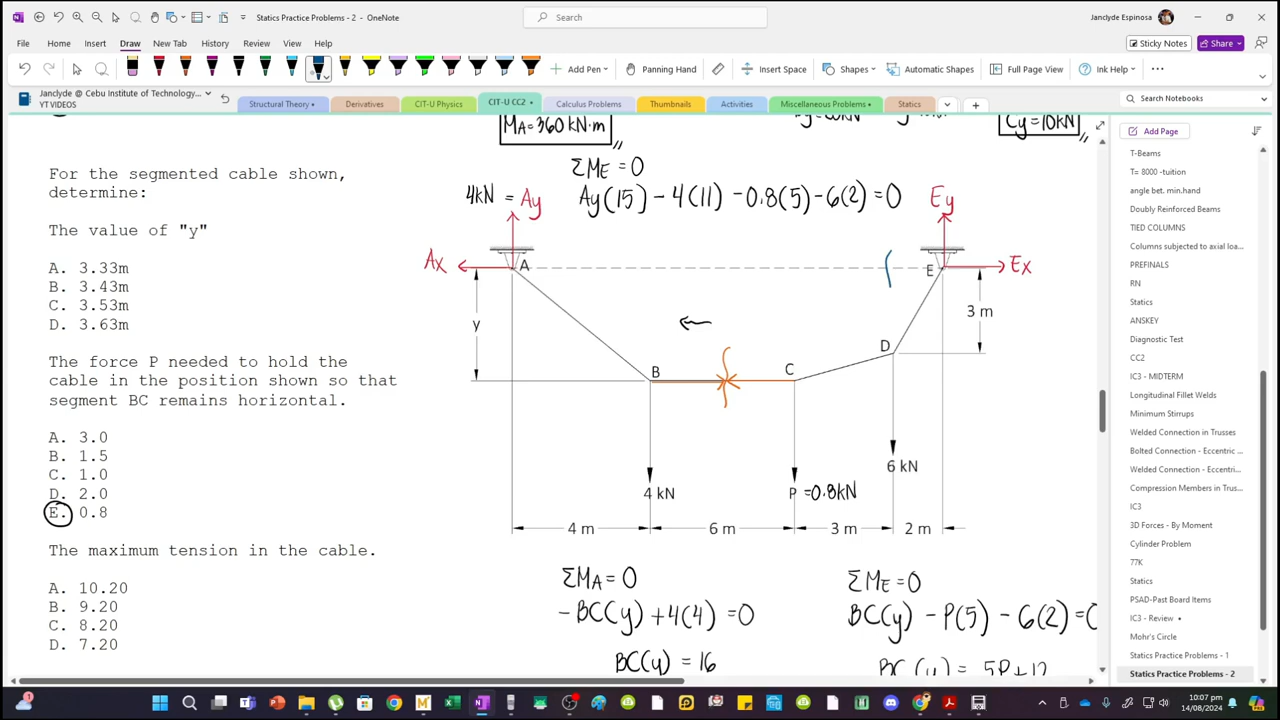 Statics Practice Problems - 2 - OneNote
Search
Janclyde Espinosa
File Home Insert Draw New Tab History Review View Help
Sticky Notes
Share
Add Pen
Panning Hand
Insert Space
Shapes
Automatic Shapes
Full Page View
Ink Help
Janclyde @ Cebu Institute of Technology...
YT VIDEOS
Structural Theory
Derivatives
CIT-U Physics
CIT-U CC2
Calculus Problems
Thumbnails
Activities
Miscellaneous Problems
Statics
Search Notebooks
MA = 360 kN·m
Cy = 10kN
For the segmented cable shown,
determine:
The value of "y"
A. 3.33m
B. 3.43m
C. 3.53m
D. 3.63m
The force P needed to hold the
cable in the position shown so that
segment BC remains horizontal.
A. 3.0
B. 1.5
C. 1.0
D. 2.0
E. 0.8
The maximum tension in the cable.
A. 10.20
B. 9.20
C. 8.20
D. 7.20
ΣME = 0
4kN = Ay
Ay(15) - 4(11) - 0.8(5) - 6(2) = 0
Ey
Ax
A
E
Ex
y
3 m
B
C
D
6 kN
4 kN
P = 0.8kN
4 m
6 m
3 m
2 m
ΣMA = 0
-BC(y) + 4(4) = 0
BC(y) = 16
ΣME = 0
BC(y) - P(5) - 6(2) = 0
BC(y) = 5P+12
Add Page
T-Beams
T= 8000 -tuition
angle bet. min.hand
Doubly Reinforced Beams
TIED COLUMNS
Columns subjected to axial loa...
PREFINALS
RN
Statics
ANSKEY
Diagnostic Test
CC2
IC3 - MIDTERM
Longitudinal Fillet Welds
Minimum Stirrups
Welded Connection in Trusses
Bolted Connection - Eccentric ...
Welded Connection - Eccentri...
Compression Members in Trus...
IC3
3D Forces - By Moment
Cylinder Problem
77K
Statics
PSAD-Past Board Items
IC3 - Review
Mohr's Circle
Statics Practice Problems - 1
Statics Practice Problems - 2
ENG
US
10:07 pm
14/08/2024